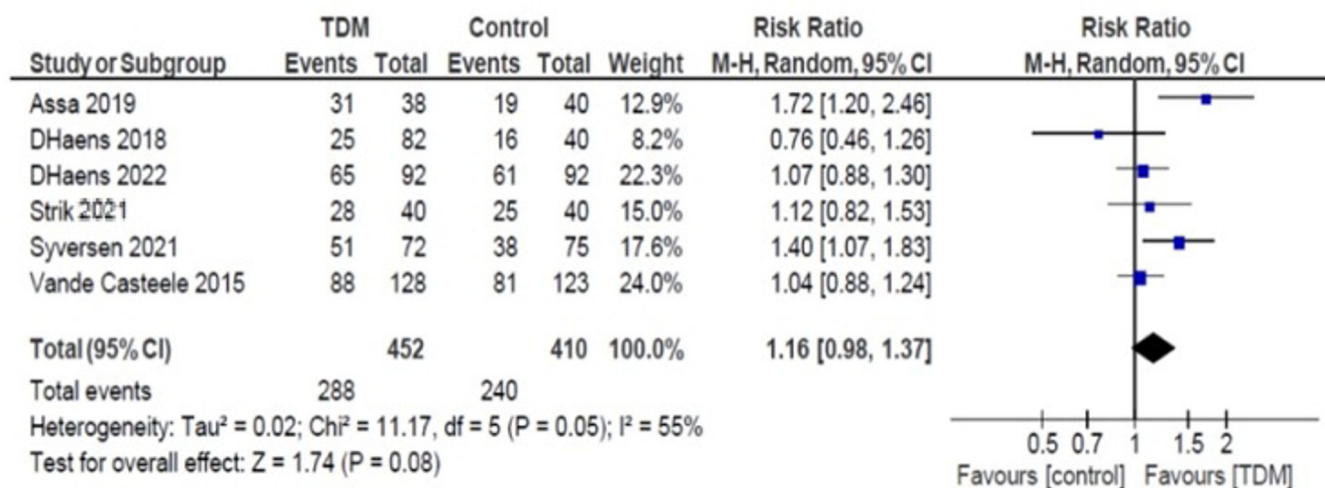 TDM Control Risk Ratio Risk Ratio
Study or Subgroup Events Total Events Total Weight M-H, Random, 95% CI M-H, Random, 95% CI
Assa 2019 31 38 19 40 12.9% 1.72 [1.20, 2.46]
DHaens 2018 25 82 16 40 8.2% 0.76 [0.46, 1.26]
DHaens 2022 65 92 61 92 22.3% 1.07 [0.88, 1.30]
Strik 2021 28 40 25 40 15.0% 1.12 [0.82, 1.53]
Syversen 2021 51 72 38 75 17.6% 1.40 [1.07, 1.83]
Vande Casteele 2015 88 128 81 123 24.0% 1.04 [0.88, 1.24]
Total (95% CI) 452 410 100.0% 1.16 [0.98, 1.37]
Total events 288 240
Heterogeneity: Tau² = 0.02; Chi² = 11.17, df = 5 (P = 0.05); I² = 55%
Test for overall effect: Z = 1.74 (P = 0.08)
0.5 0.7 1 1.5 2
Favours [control] Favours [TDM]